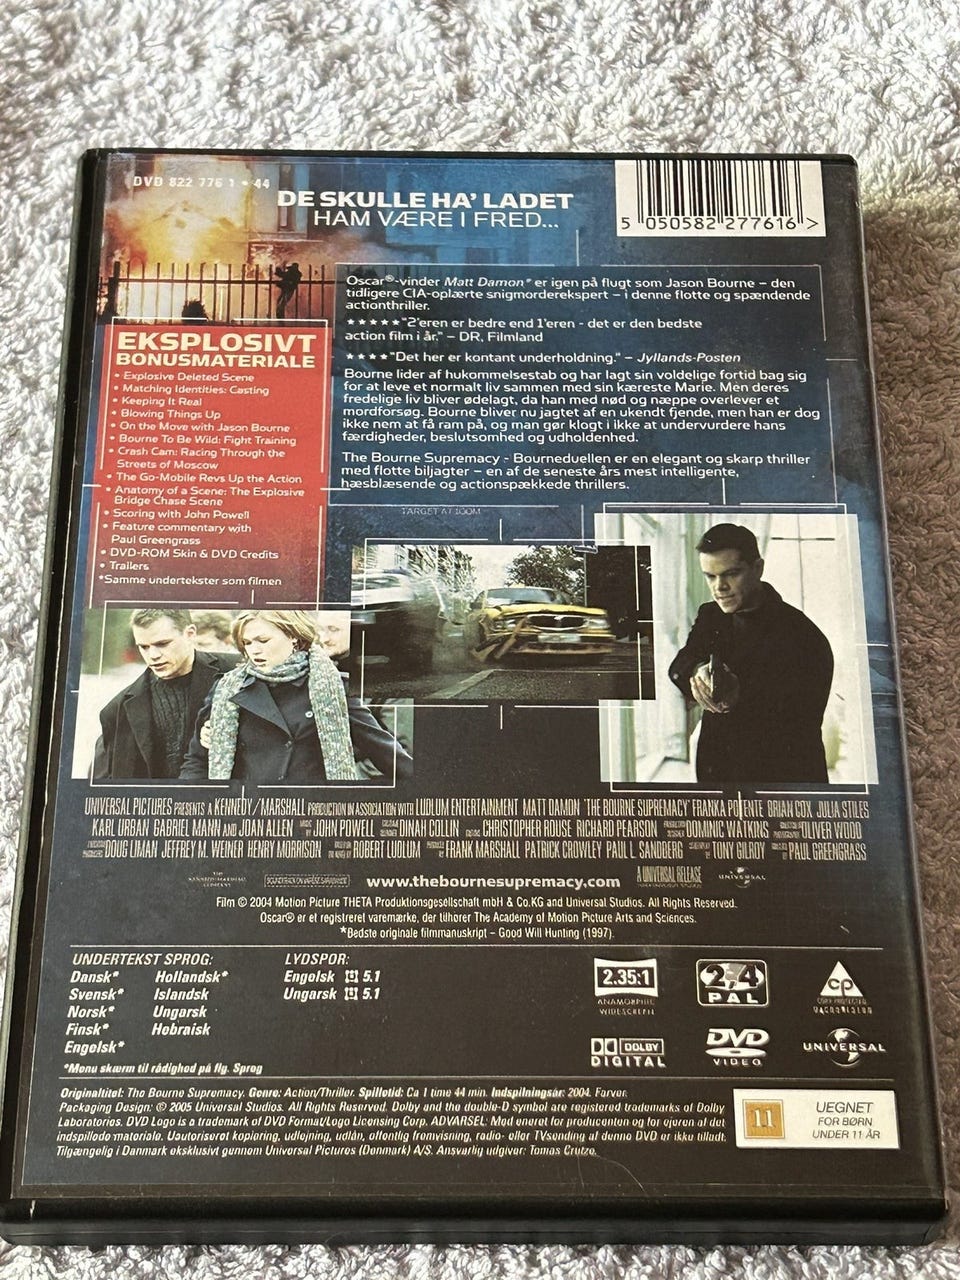 DVD 822 776 1 • 44
DE SKULLE HA' LADET
HAM VÆRE I FRED...
5 050582 277616 >
Oscar®-vinder Matt Damon* er igen på flugt som Jason Bourne – den
tidligere CIA-oplærte snigmorderekspert – i denne flotte og spændende
actionthriller.
★★★★★"2'eren er bedre end 1'eren - det er den bedste
action film i år." – DR, Filmland
★★★★"Det her er kontant underholdning." – Jyllands-Posten
Bourne lider af hukommelsestab og har lagt sin voldelige fortid bag sig
for at leve et normalt liv sammen med sin kæreste Marie. Men deres
fredelige liv bliver ødelagt, da han med nød og næppe overlever et
mordforsøg. Bourne bliver nu jagtet af en ukendt fjende, men han er dog
ikke nem at få ram på, og man gør klogt i ikke at undervurdere hans
færdigheder, beslutsomhed og udholdenhed.
The Bourne Supremacy - Bourneduellen er en elegant og skarp thriller
med flotte biljagter – en af de seneste års mest intelligente,
hæsblæsende og actionspækkede thrillers.
EKSPLOSIVT
BONUSMATERIALE
• Explosive Deleted Scene
• Matching Identities: Casting
• Keeping It Real
• Blowing Things Up
• On the Move with Jason Bourne
• Bourne To Be Wild: Fight Training
• Crash Cam: Racing Through the
Streets of Moscow
• The Go-Mobile Revs Up the Action
• Anatomy of a Scene: The Explosive
Bridge Chase Scene
• Scoring with John Powell
• Feature commentary with
Paul Greengrass
• DVD-ROM Skin & DVD Credits
• Trailers
*Samme undertekster som filmen
TARGET AT 100M
UNIVERSAL PICTURES PRESENTS A KENNEDY/MARSHALL PRODUCTION IN ASSOCIATION WITH LUDLUM ENTERTAINMENT MATT DAMON 'THE BOURNE SUPREMACY' FRANKA POTENTE BRIAN COX JULIA STILES
KARL URBAN GABRIEL MANN AND JOAN ALLEN JOHN POWELL DINAH COLLIN CHRISTOPHER ROUSE RICHARD PEARSON DOMINIC WATKINS OLIVER WOOD
DOUG LIMAN JEFFREY M. WEINER HENRY MORRISON ROBERT LUDLUM FRANK MARSHALL PATRICK CROWLEY PAUL L. SANDBERG TONY GILROY PAUL GREENGRASS
www.thebournesupremacy.com A UNIVERSAL RELEASE UNIVERSAL
Film © 2004 Motion Picture THETA Produktionsgesellschaft mbH & Co.KG and Universal Studios. All Rights Reserved.
Oscar® er et registreret varemærke, der tilhører The Academy of Motion Picture Arts and Sciences.
*Bedste originale filmmanuskript – Good Will Hunting (1997).
UNDERTEKST SPROG:
Dansk* Hollandsk*
Svensk* Islandsk
Norsk* Ungarsk
Finsk* Hebraisk
Engelsk*
*Menu skærm til rådighed på flg. Sprog
LYDSPOR:
Engelsk 5.1
Ungarsk 5.1
2.35:1
ANAMORPHIC
WIDESCREEN
2,4
PAL
cp
COPY PROTECTED
MACROVISION
DOLBY
DIGITAL
DVD
VIDEO
UNIVERSAL
Originaltitel: The Bourne Supremacy. Genre: Action/Thriller. Spilletid: Ca 1 time 44 min. Indspilningsår: 2004. Farver.
Packaging Design: © 2005 Universal Studios. All Rights Reserved. Dolby and the double-D symbol are registered trademarks of Dolby
Laboratories. DVD Logo is a trademark of DVD Format/Logo Licensing Corp. ADVARSEL: Mod eneret for producenten og for ejeren af det
indspillede materiale. Uautoriseret kopiering, udlejning, udlån, offentlig fremvisning, radio- eller TVsending af denne DVD er ikke tilladt.
Tilgængelig i Danmark eksklusivt gennem Universal Pictures (Denmark) A/S. Ansvarlig udgiver: Tomas Crutze.
11
UEGNET
FOR BØRN
UNDER 11 ÅR